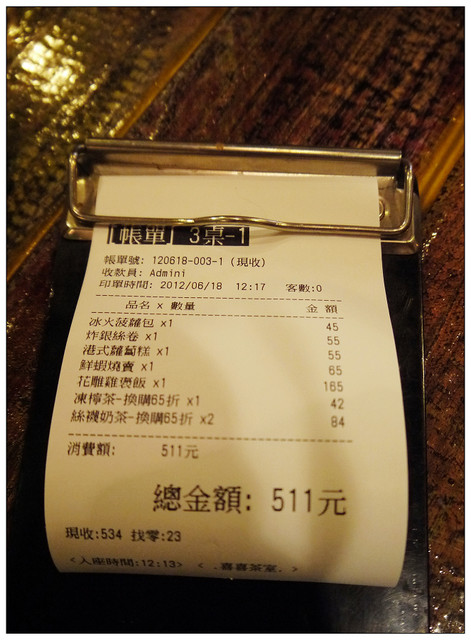 帳單 3桌-1
帳單號: 120618-003-1 (現收)
收款員: Admini
印單時間: 2012/06/18 12:17 客數:0
品名 x 數量 金額
冰火菠蘿包 x1 45
炸銀絲卷 x1 55
港式蘿蔔糕 x1 55
鮮蝦燒賣 x1 65
花雕雞煲飯 x1 165
凍檸茶-換購65折 x1 42
絲襪奶茶-換購65折 x2 84
消費額: 511元
總金額: 511元
現收:534 找零:23
<入座時間:12:13>